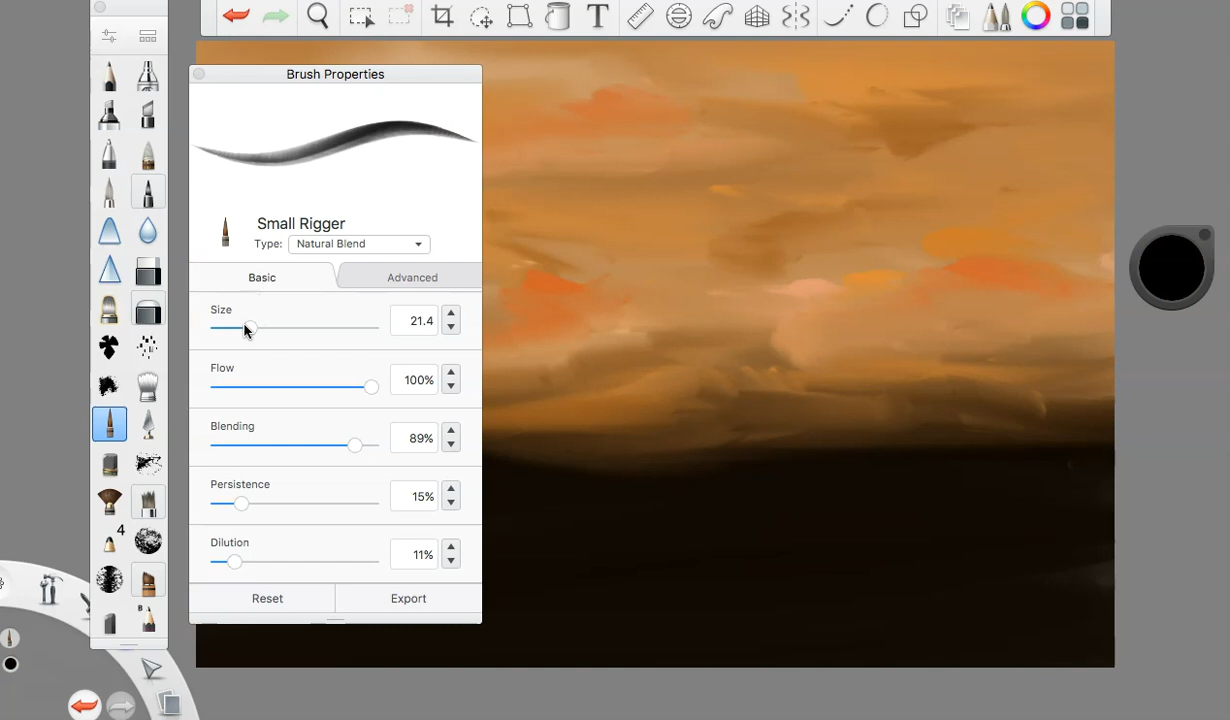 T
Brush Properties
Small Rigger
Type: Natural Blend
Basic
Advanced
Size
21.4
Flow
100%
Blending
89%
Persistence
15%
Dilution
11%
Reset
Export
4
B